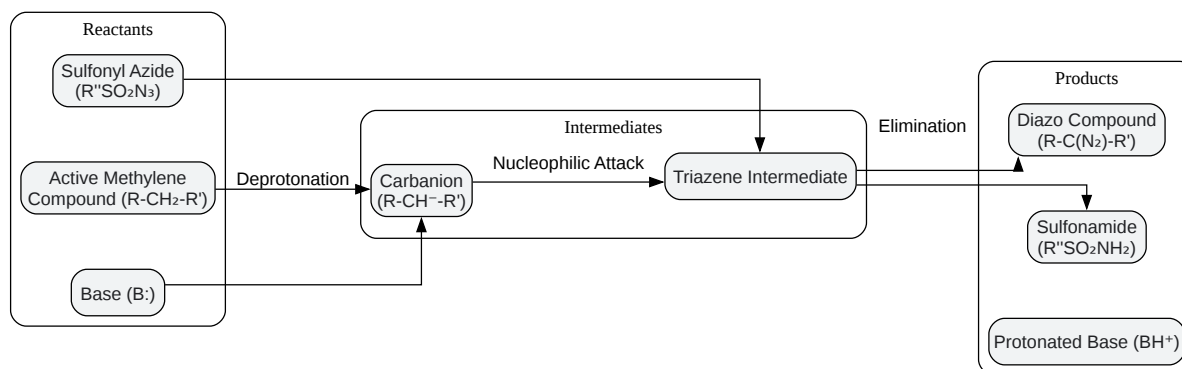 Reactants
Sulfonyl Azide
(R''SO₂N₃)
Active Methylene
Compound (R-CH₂-R')
Base (B:)
Deprotonation
Intermediates
Carbanion
(R-CH⁻-R')
Nucleophilic Attack
Triazene Intermediate
Elimination
Products
Diazo Compound
(R-C(N₂)-R')
Sulfonamide
(R''SO₂NH₂)
Protonated Base (BH⁺)